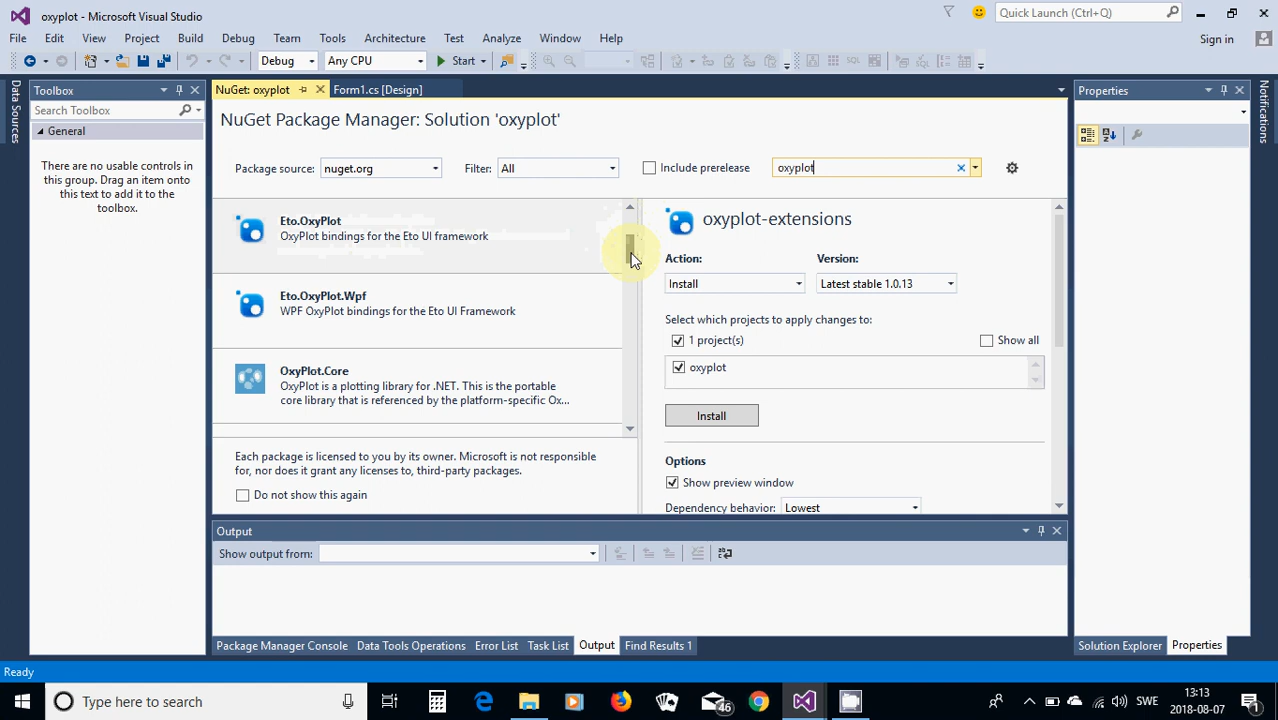 oxyplot - Microsoft Visual Studio
Quick Launch (Ctrl+Q)
File Edit View Project Build Debug Team Tools Architecture Test Analyze Window Help
Sign in
Debug Any CPU Start
Data Sources
Toolbox
Search Toolbox
General
There are no usable controls in
this group. Drag an item onto
this text to add it to the
toolbox.
NuGet: oxyplot
Form1.cs [Design]
NuGet Package Manager: Solution 'oxyplot'
Package source: nuget.org
Filter: All
Include prerelease
oxyplot
Eto.OxyPlot
OxyPlot bindings for the Eto UI framework
Eto.OxyPlot.Wpf
WPF OxyPlot bindings for the Eto UI Framework
OxyPlot.Core
OxyPlot is a plotting library for .NET. This is the portable
core library that is referenced by the platform-specific Ox...
Each package is licensed to you by its owner. Microsoft is not responsible
for, nor does it grant any licenses to, third-party packages.
Do not show this again
oxyplot-extensions
Action: Version:
Install Latest stable 1.0.13
Select which projects to apply changes to:
1 project(s) Show all
oxyplot
Install
Options
Show preview window
Dependency behavior: Lowest
Properties
Notifications
Output
Show output from:
Package Manager Console Data Tools Operations Error List Task List Output Find Results 1
Solution Explorer Properties
Ready
Type here to search
46
SWE
13:13
2018-08-07
1